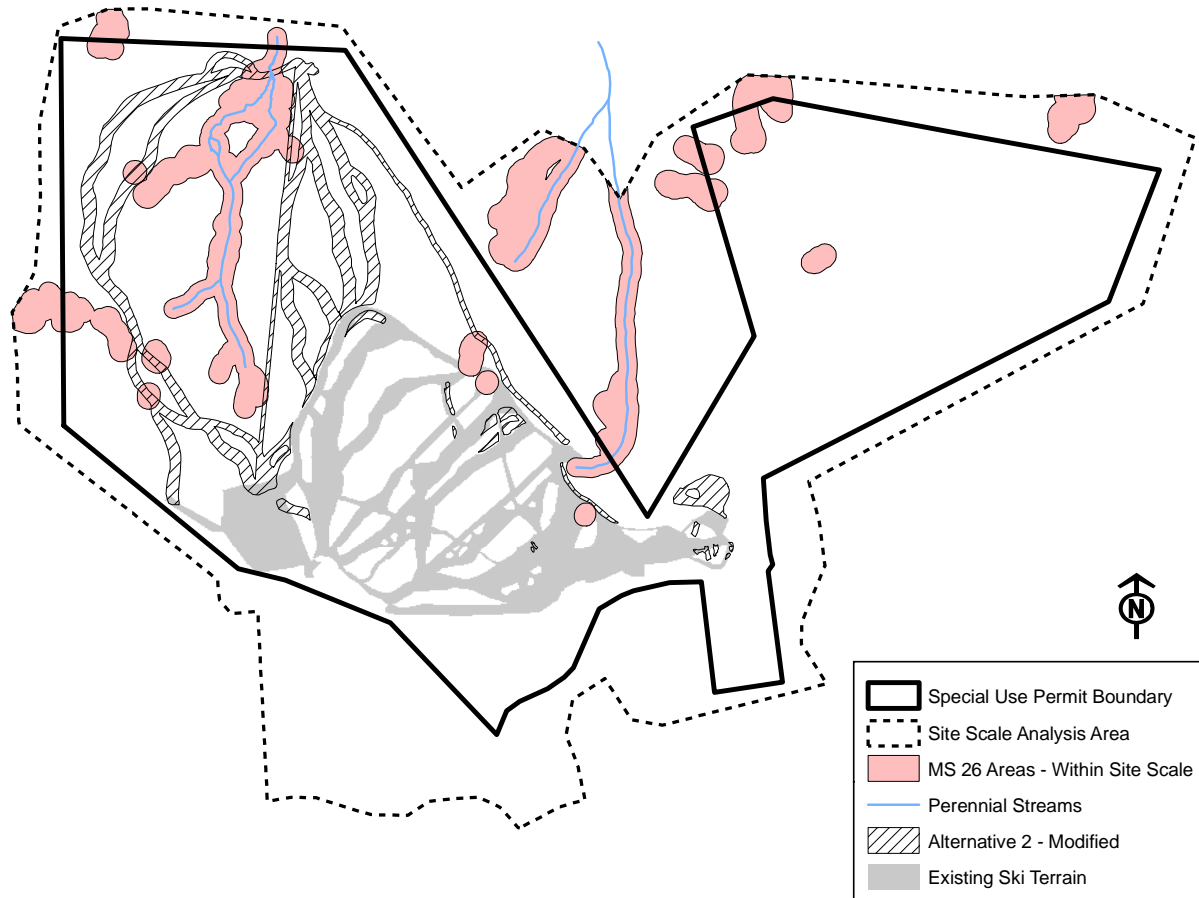 N
Special Use Permit Boundary
Site Scale Analysis Area
MS 26 Areas - Within Site Scale
Perennial Streams
Alternative 2 - Modified
Existing Ski Terrain